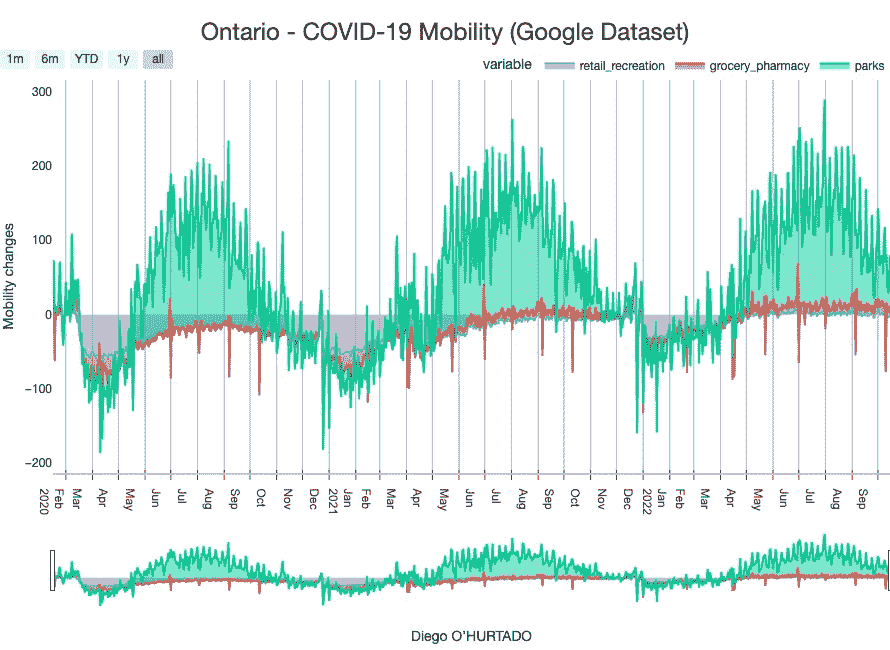 Ontario - COVID-19 Mobility (Google Dataset)
1m 6m YTD 1y all
variable retail_recreation grocery_pharmacy parks
300
200
100
0
−100
−200
Mobility changes
2020 Feb Mar Apr May Jun Jul Aug Sep Oct Nov Dec 2021 Jan Feb Mar Apr May Jun Jul Aug Sep Oct Nov Dec 2022 Jan Feb Mar Apr May Jun Jul Aug Sep
Diego O’HURTADO